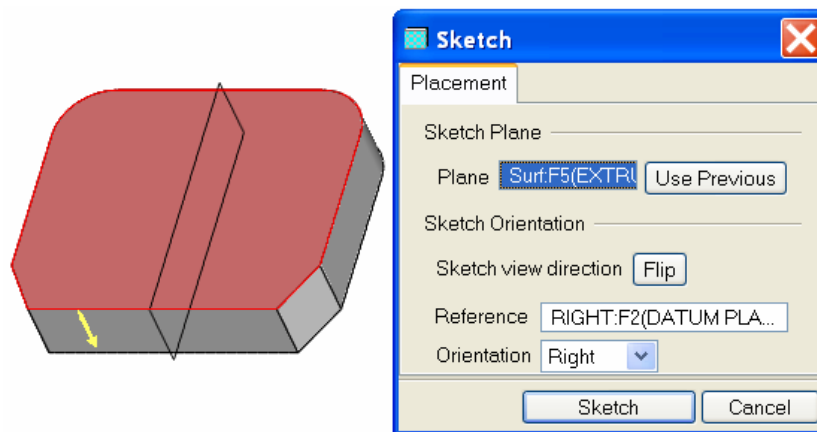 Sketch
Placement
Sketch Plane
Plane Surf:F5(EXTRU Use Previous
Sketch Orientation
Sketch view direction Flip
Reference RIGHT:F2(DATUM PLA...
Orientation Right
Sketch Cancel